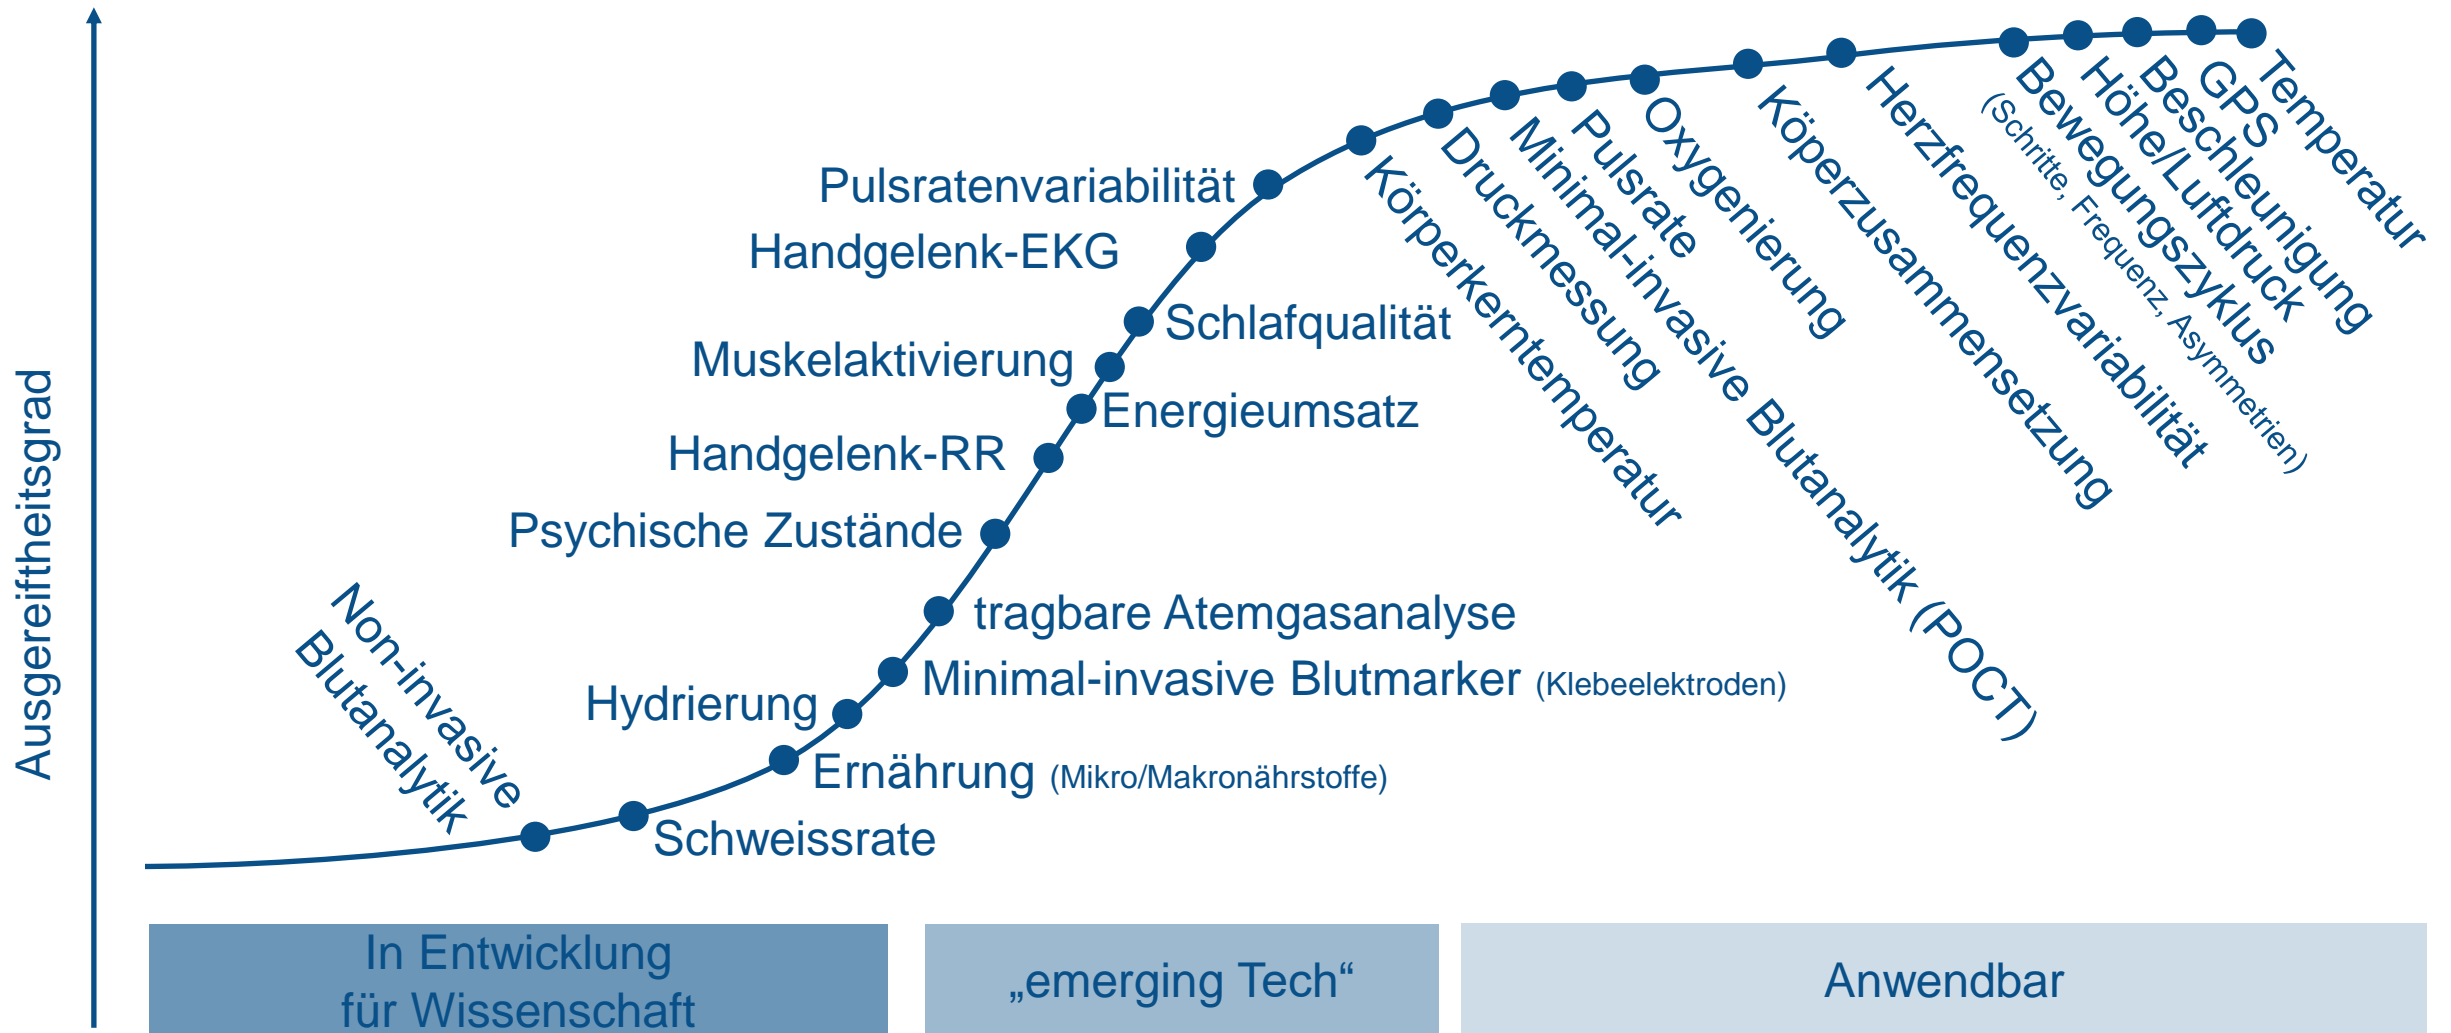 Ausgereiftheitsgrad
Non-invasive
Blutanalytik
Schweissrate
Ernährung (Mikro/Makronährstoffe)
Hydrierung
Minimal-invasive Blutmarker (Klebeelektroden)
tragbare Atemgasanalyse
Psychische Zustände
Handgelenk-RR
Energieumsatz
Muskelaktivierung
Schlafqualität
Handgelenk-EKG
Pulsratenvariabilität
Körperkerntemperatur
Druckmessung
Minimal-invasive Blutanalytik (POCT)
Pulsrate
Oxygenierung
Köperzusammensetzung
Herzfrequenzvariabilität
Bewegungszyklus
(Schritte, Frequenz, Asymmetrien)
Höhe/Luftdruck
Beschleunigung
GPS
Temperatur
In Entwicklung
für Wissenschaft
„emerging Tech“
Anwendbar